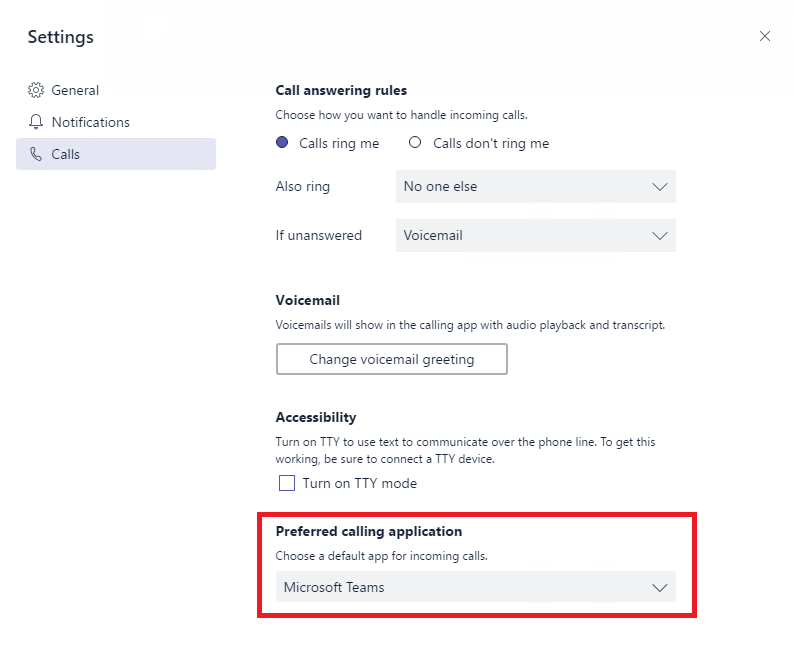 Settings
General
Notifications
Calls
Call answering rules
Choose how you want to handle incoming calls.
Calls ring me Calls don't ring me
Also ring No one else
If unanswered Voicemail
Voicemail
Voicemails will show in the calling app with audio playback and transcript.
Change voicemail greeting
Accessibility
Turn on TTY to use text to communicate over the phone line. To get this
working, be sure to connect a TTY device.
Turn on TTY mode
Preferred calling application
Choose a default app for incoming calls.
Microsoft Teams